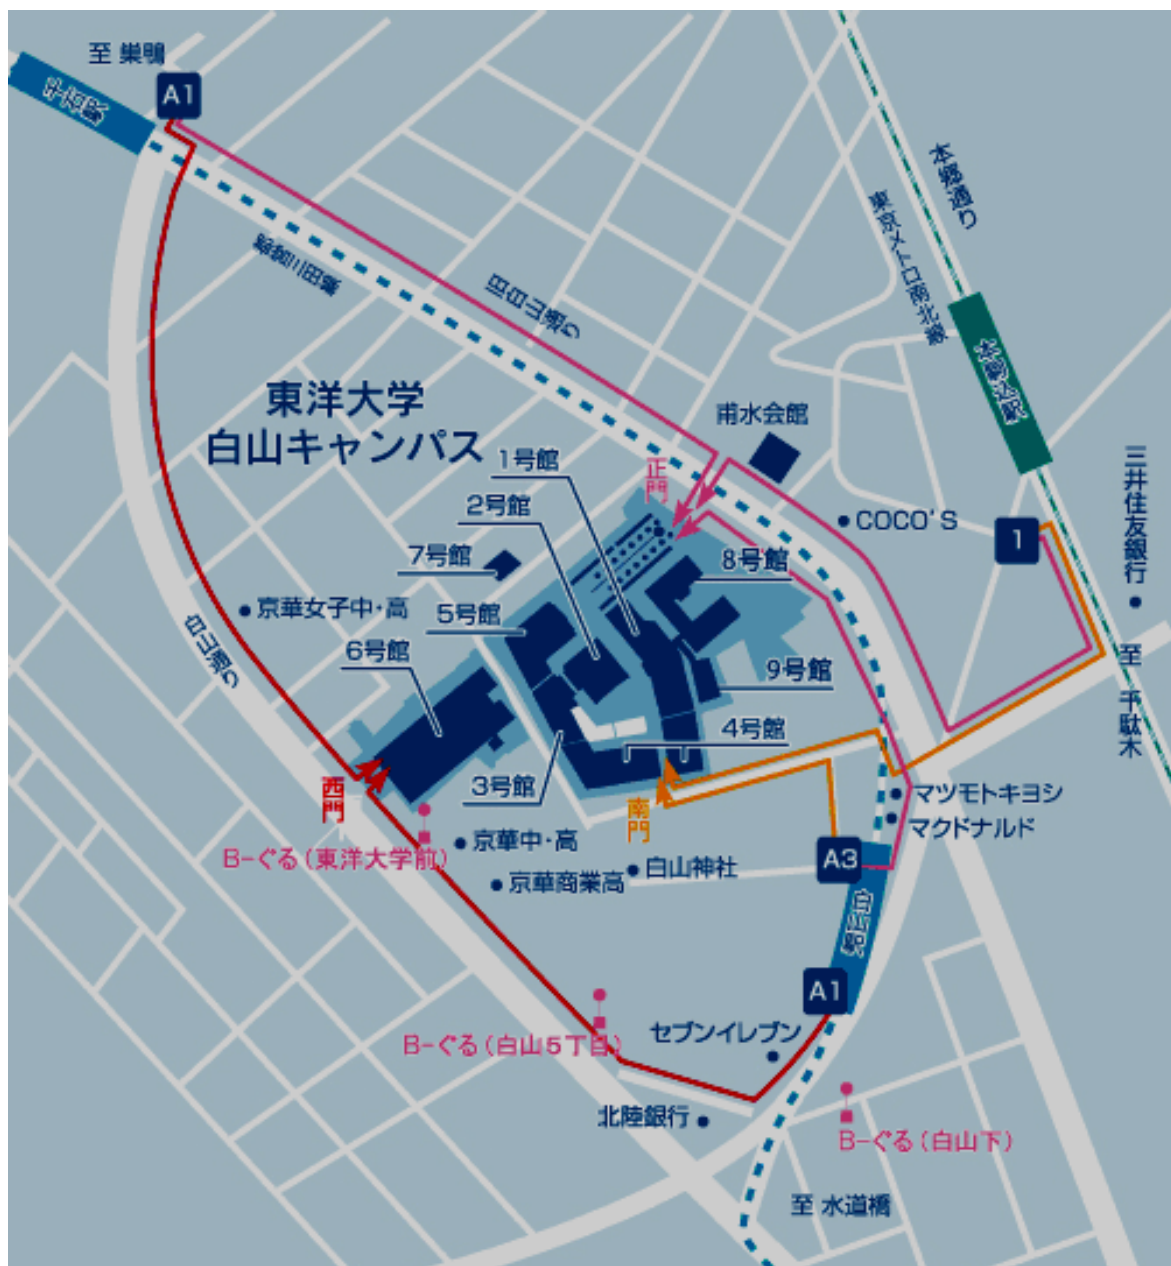 至 巣鴨
A1
千石駅
本郷通り
東京メトロ南北線
都営三田線
旧白山通り
本駒込駅
東洋大学
白山キャンパス
甫水会館
1号館
正門
三井住友銀行
2号館
COCO'S
1
7号館
8号館
京華女子中・高
5号館
白山通り
6号館
至 千駄木
9号館
4号館
西門
3号館
南門
マツモトキヨシ
マクドナルド
京華中・高
B-ぐる(東洋大学前)
A3
白山神社
京華商業高
白山駅
A1
セブンイレブン
B-ぐる(白山5丁目)
北陸銀行
B-ぐる(白山下)
至 水道橋